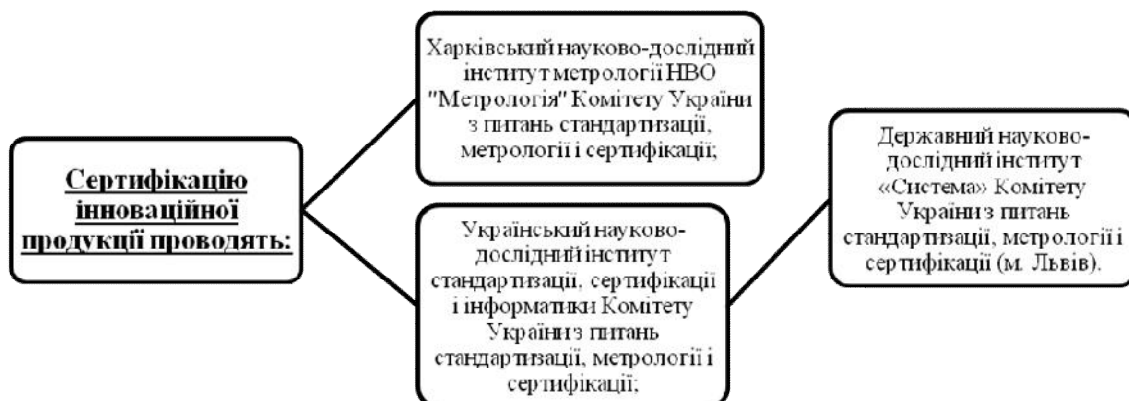 Сертифікацію
інноваційної
продукції проводять:
Харківський науково-дослідний
інститут метрології НВО
"Метрологія" Комітету України
з питань стандартизації,
метрології і сертифікації;
Український науково-
дослідний інститут
стандартизації, сертифікації
і інформатики Комітету
України з питань
стандартизації, метрології і
сертифікації;
Державний науково-
дослідний інститут
«Система» Комітету
України з питань
стандартизації, метрології і
сертифікації (м. Львів).